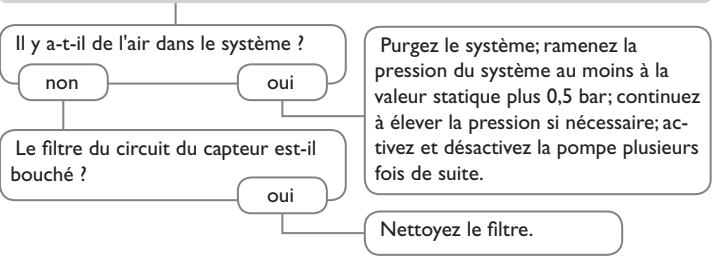 Il y a-t-il de l'air dans le système ?
non
oui
Purgez le système; ramenez la
pression du système au moins à la
valeur statique plus 0,5 bar; continuez
à élever la pression si nécessaire; ac-
tivez et désactivez la pompe plusieurs
fois de suite.
Le filtre du circuit du capteur est-il
bouché ?
oui
Nettoyez le filtre.